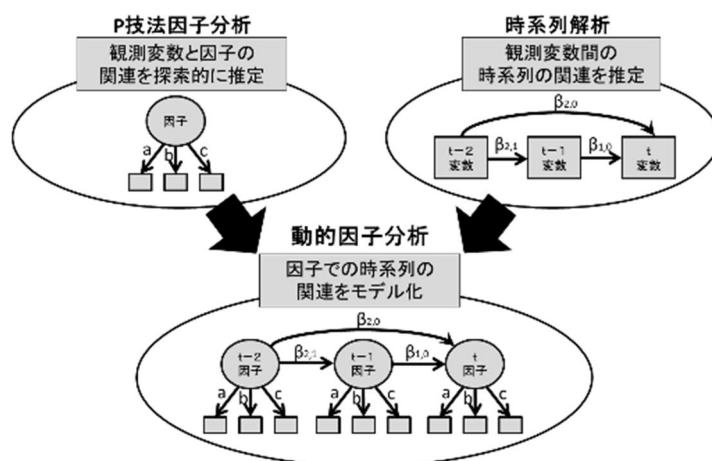 P技法因子分析
観測変数と因子の
関連を探索的に推定
因子
a b c
時系列解析
観測変数間の
時系列の関連を推定
β2,0
t-2
変数
β2,1
t-1
変数
β1,0
t
変数
動的因子分析
因子での時系列の
関連をモデル化
β2,0
t-2
因子
β2,1
t-1
因子
β1,0
t
因子
a b c
a b c
a b c